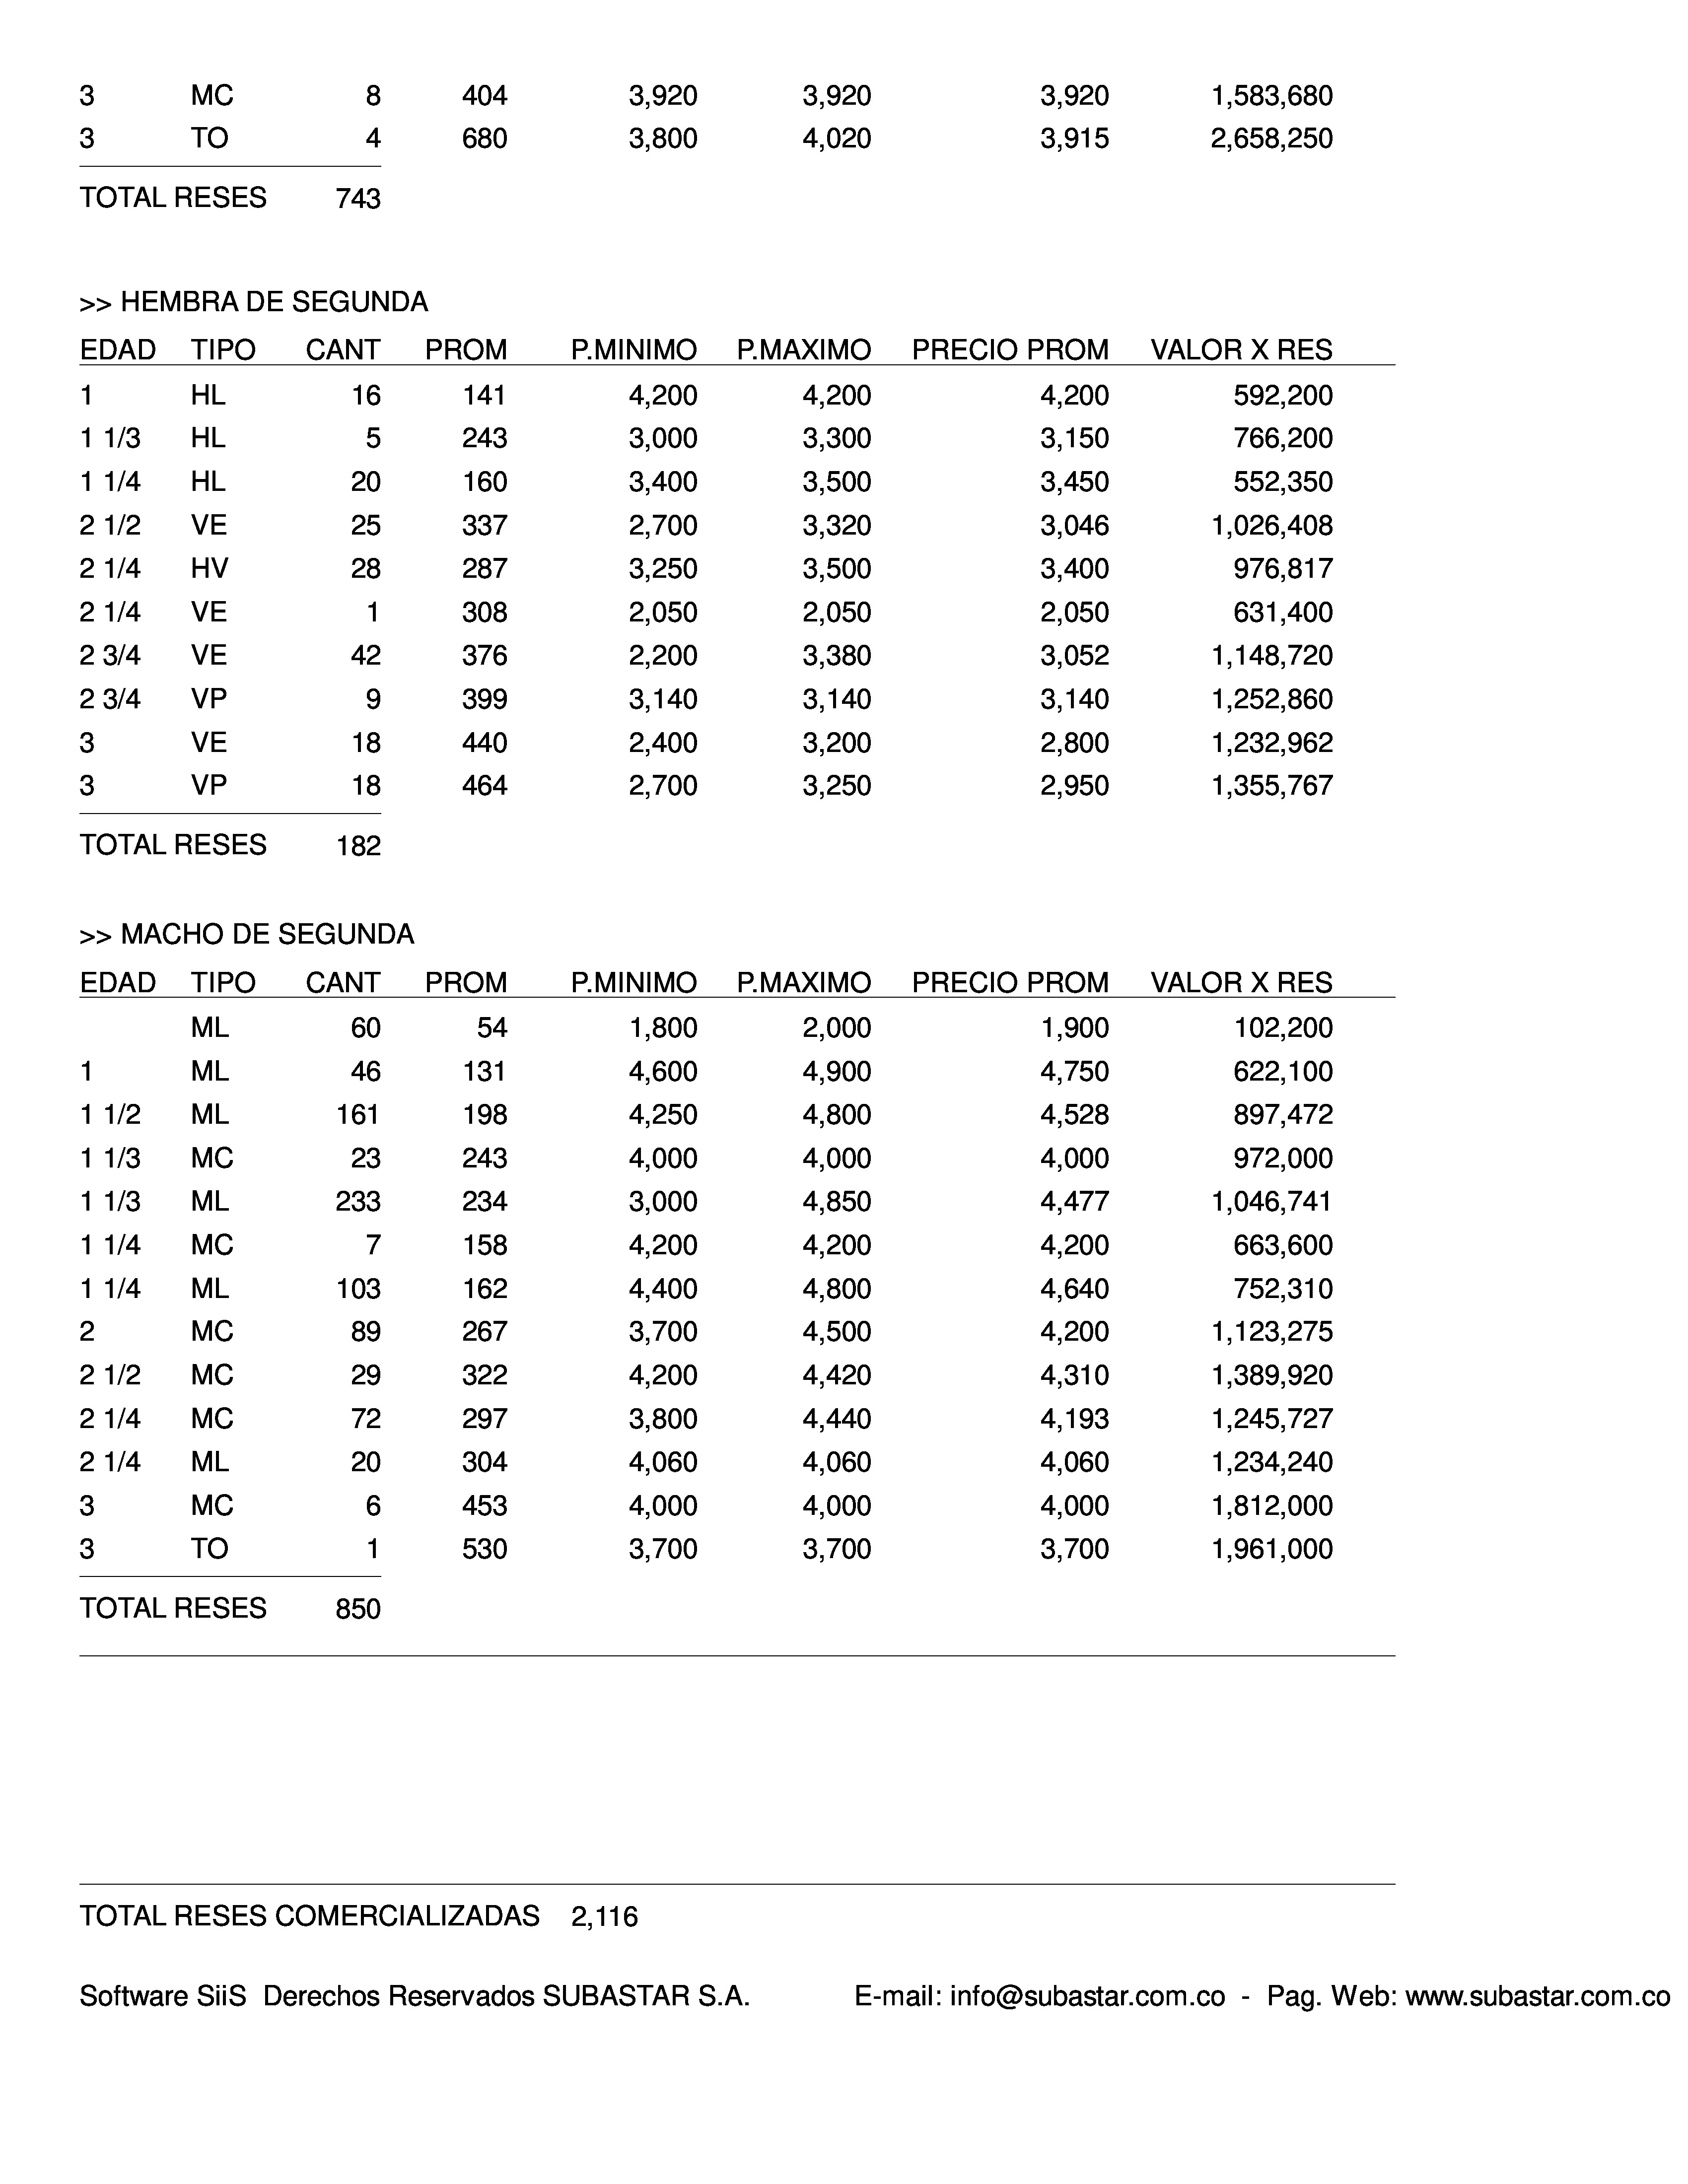 3 MC 8 404 3,920 3,920 3,920 1,583,680
3 TO 4 680 3,800 4,020 3,915 2,658,250
TOTAL RESES 743
>> HEMBRA DE SEGUNDA
EDAD TIPO CANT PROM P.MINIMO P.MAXIMO PRECIO PROM VALOR X RES
1 HL 16 141 4,200 4,200 4,200 592,200
1 1/3 HL 5 243 3,000 3,300 3,150 766,200
1 1/4 HL 20 160 3,400 3,500 3,450 552,350
2 1/2 VE 25 337 2,700 3,320 3,046 1,026,408
2 1/4 HV 28 287 3,250 3,500 3,400 976,817
2 1/4 VE 1 308 2,050 2,050 2,050 631,400
2 3/4 VE 42 376 2,200 3,380 3,052 1,148,720
2 3/4 VP 9 399 3,140 3,140 3,140 1,252,860
3 VE 18 440 2,400 3,200 2,800 1,232,962
3 VP 18 464 2,700 3,250 2,950 1,355,767
TOTAL RESES 182
>> MACHO DE SEGUNDA
EDAD TIPO CANT PROM P.MINIMO P.MAXIMO PRECIO PROM VALOR X RES
ML 60 54 1,800 2,000 1,900 102,200
1 ML 46 131 4,600 4,900 4,750 622,100
1 1/2 ML 161 198 4,250 4,800 4,528 897,472
1 1/3 MC 23 243 4,000 4,000 4,000 972,000
1 1/3 ML 233 234 3,000 4,850 4,477 1,046,741
1 1/4 MC 7 158 4,200 4,200 4,200 663,600
1 1/4 ML 103 162 4,400 4,800 4,640 752,310
2 MC 89 267 3,700 4,500 4,200 1,123,275
2 1/2 MC 29 322 4,200 4,420 4,310 1,389,920
2 1/4 MC 72 297 3,800 4,440 4,193 1,245,727
2 1/4 ML 20 304 4,060 4,060 4,060 1,234,240
3 MC 6 453 4,000 4,000 4,000 1,812,000
3 TO 1 530 3,700 3,700 3,700 1,961,000
TOTAL RESES 850
TOTAL RESES COMERCIALIZADAS 2,116
Software SiiS Derechos Reservados SUBASTAR S.A. E-mail: info@subastar.com.co - Pag. Web: www.subastar.com.co